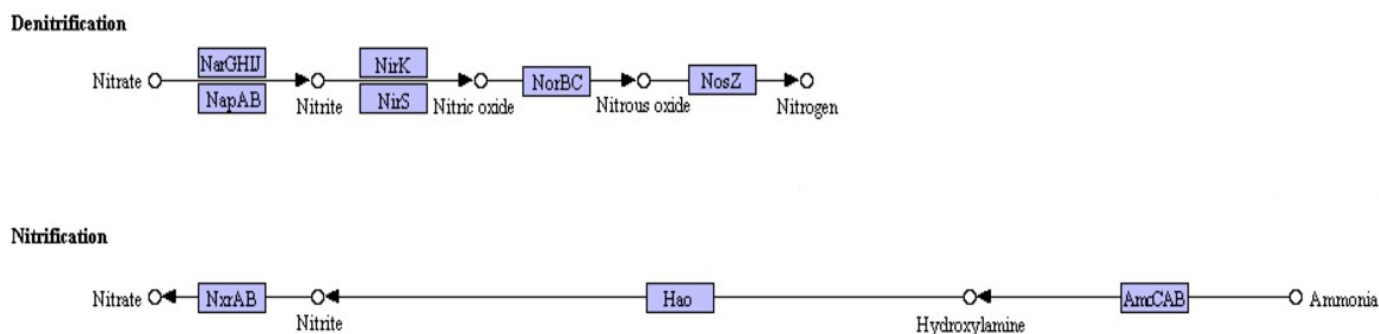 Denitrification
NarGHIJ
NirK
Nitrate
NorBC
NosZ
NapAB
NirS
Nitrite
Nitric oxide
Nitrous oxide
Nitrogen
Nitrification
Nitrate
NxrAB
Hao
AmoCAB
Ammonia
Nitrite
Hydroxylamine